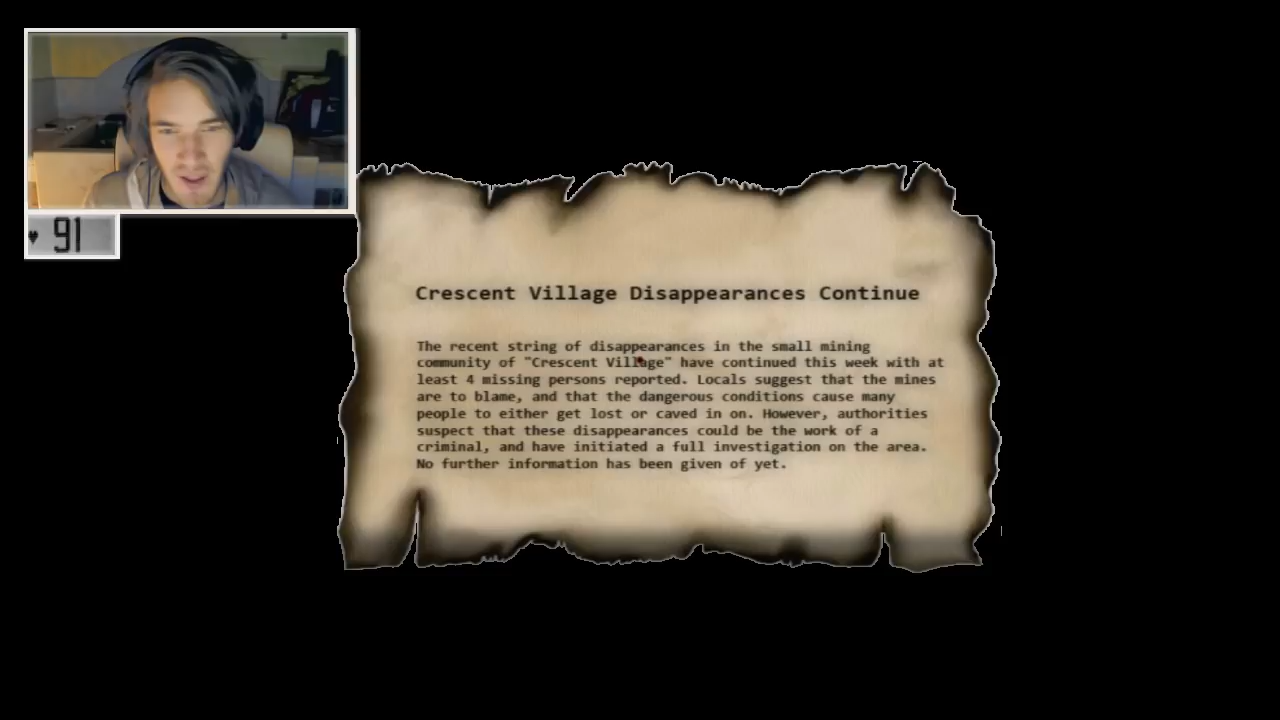 91
Crescent Village Disappearances Continue
The recent string of disappearances in the small mining
community of "Crescent Village" have continued this week with at
least 4 missing persons reported. Locals suggest that the mines
are to blame, and that the dangerous conditions cause many
people to either get lost or caved in on. However, authorities
suspect that these disappearances could be the work of a
criminal, and have initiated a full investigation on the area.
No further information has been given of yet.